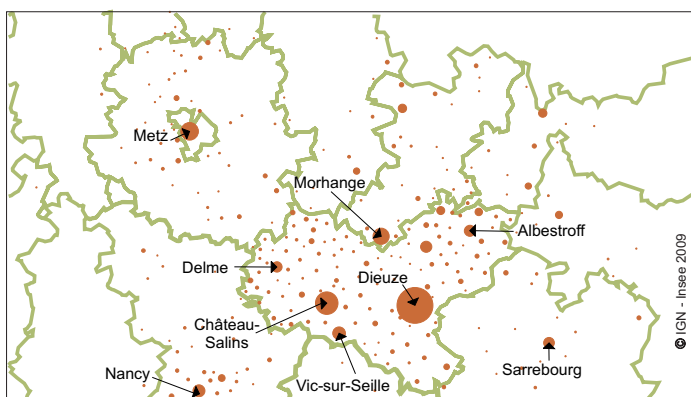 Metz
Morhange
Albestroff
Delme
Dieuze
Château-
Salins
Nancy
Vic-sur-Seille
Sarrebourg
© IGN - Insee 2009